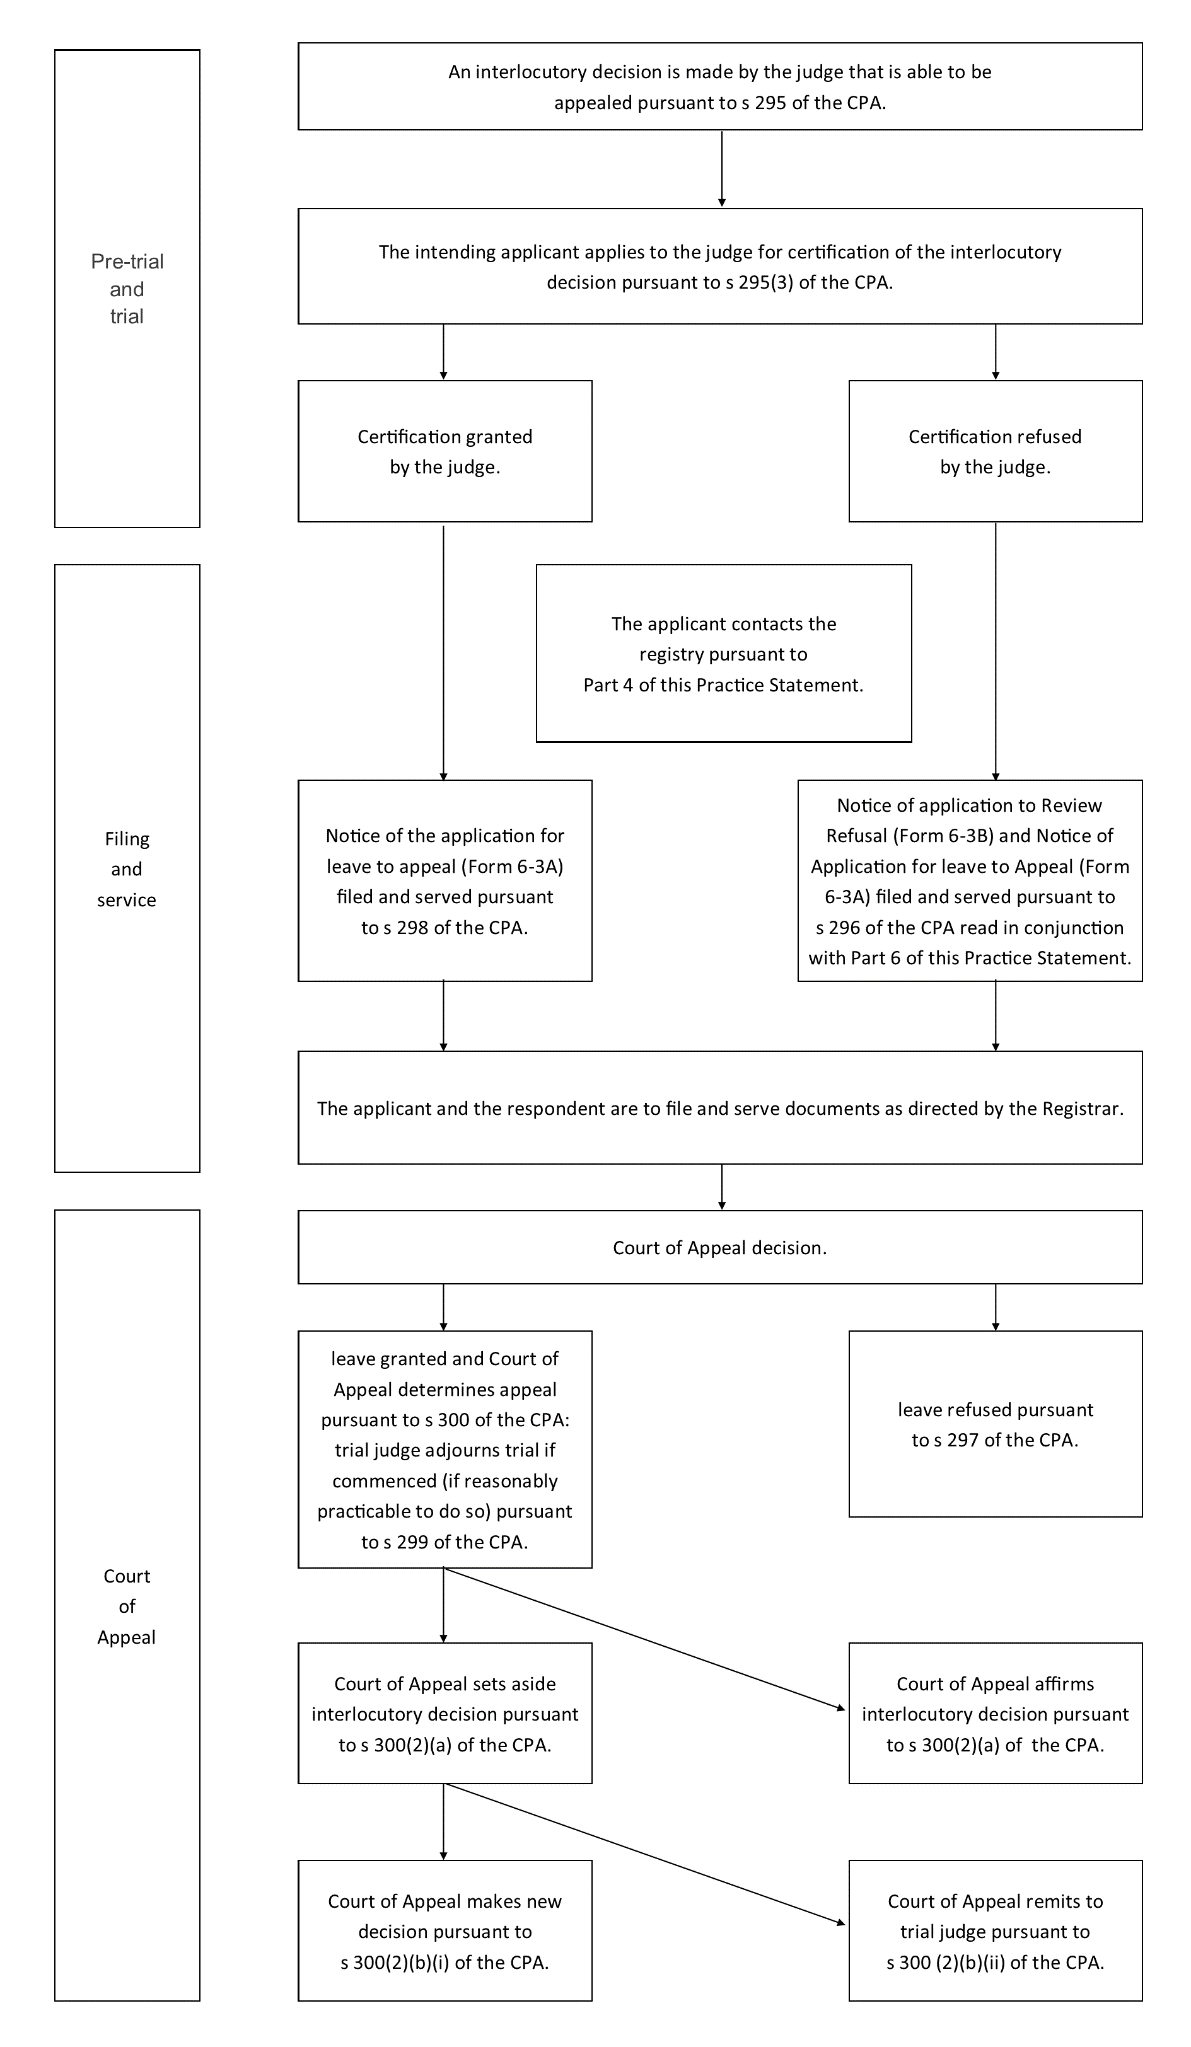 An interlocutory decision is made by the judge that is able to be
appealed pursuant to s 295 of the CPA.
Pre-trial
and
trial
The intending applicant applies to the judge for certification of the interlocutory
decision pursuant to s 295(3) of the CPA.
Certification granted
by the judge.
Certification refused
by the judge.
Filing
and
service
The applicant contacts the
registry pursuant to
Part 4 of this Practice Statement.
Notice of the application for
leave to appeal (Form 6-3A)
filed and served pursuant
to s 298 of the CPA.
Notice of application to Review
Refusal (Form 6-3B) and Notice of
Application for leave to Appeal (Form
6-3A) filed and served pursuant to
s 296 of the CPA read in conjunction
with Part 6 of this Practice Statement.
The applicant and the respondent are to file and serve documents as directed by the Registrar.
Court
of
Appeal
Court of Appeal decision.
leave granted and Court of
Appeal determines appeal
pursuant to s 300 of the CPA:
trial judge adjourns trial if
commenced (if reasonably
practicable to do so) pursuant
to s 299 of the CPA.
leave refused pursuant
to s 297 of the CPA.
Court of Appeal sets aside
interlocutory decision pursuant
to s 300(2)(a) of the CPA.
Court of Appeal affirms
interlocutory decision pursuant
to s 300(2)(a) of  the CPA.
Court of Appeal makes new
decision pursuant to
s 300(2)(b)(i) of the CPA.
Court of Appeal remits to
trial judge pursuant to
s 300 (2)(b)(ii) of the CPA.